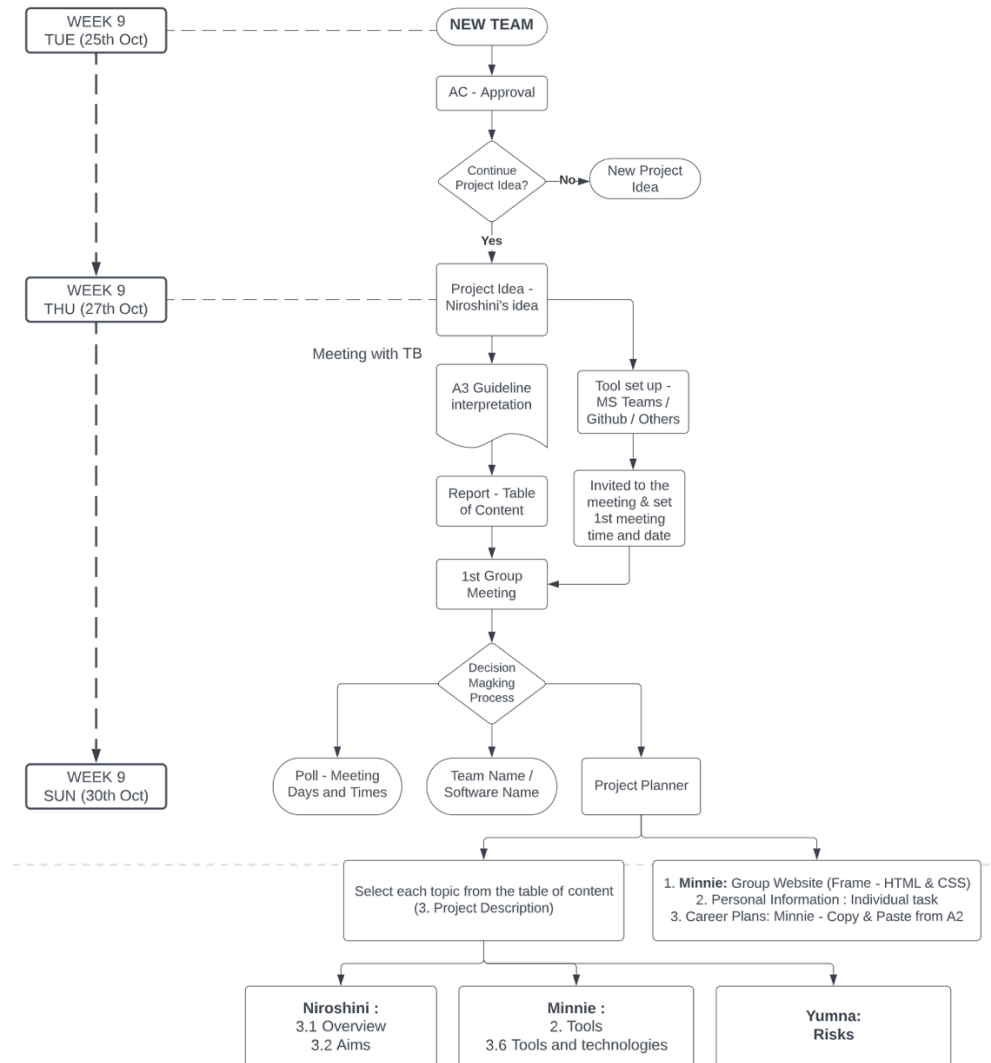 WEEK 9
TUE (25th Oct)
NEW TEAM
AC - Approval
Continue
Project Idea?
No
New Project
Idea
Yes
WEEK 9
THU (27th Oct)
Project Idea -
Niroshini's idea
Meeting with TB
A3 Guideline
interpretation
Tool set up -
MS Teams /
Github / Others
Report - Table
of Content
Invited to the
meeting & set
1st meeting
time and date
1st Group
Meeting
Decision
Magking
Process
WEEK 9
SUN (30th Oct)
Poll - Meeting
Days and Times
Team Name /
Software Name
Project Planner
Select each topic from the table of content
(3. Project Description)
1. Minnie: Group Website (Frame - HTML & CSS)
2. Personal Information : Individual task
3. Career Plans: Minnie - Copy & Paste from A2
Niroshini :
3.1 Overview
3.2 Aims
Minnie :
2. Tools
3.6 Tools and technologies
Yumna:
Risks